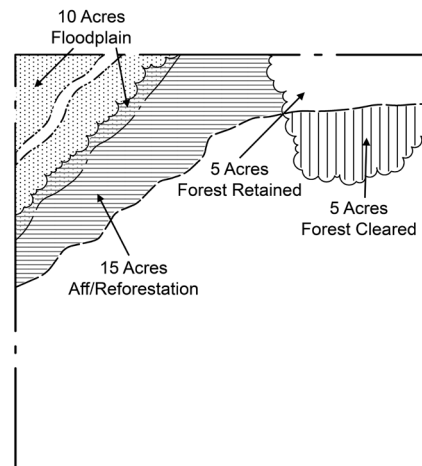 10 Acres
Floodplain
5 Acres
Forest Retained
5 Acres
Forest Cleared
15 Acres
Aff/Reforestation